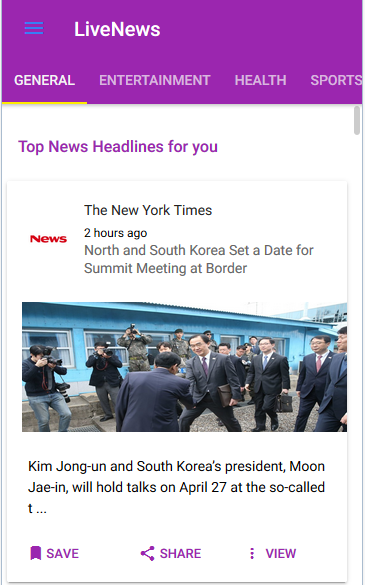 LiveNews
GENERAL ENTERTAINMENT HEALTH SPORTS
Top News Headlines for you
The New York Times
2 hours ago
News
North and South Korea Set a Date for
Summit Meeting at Border
Kim Jong-un and South Korea's president, Moon
Jae-in, will hold talks on April 27 at the so-called
t ...
SAVE SHARE VIEW